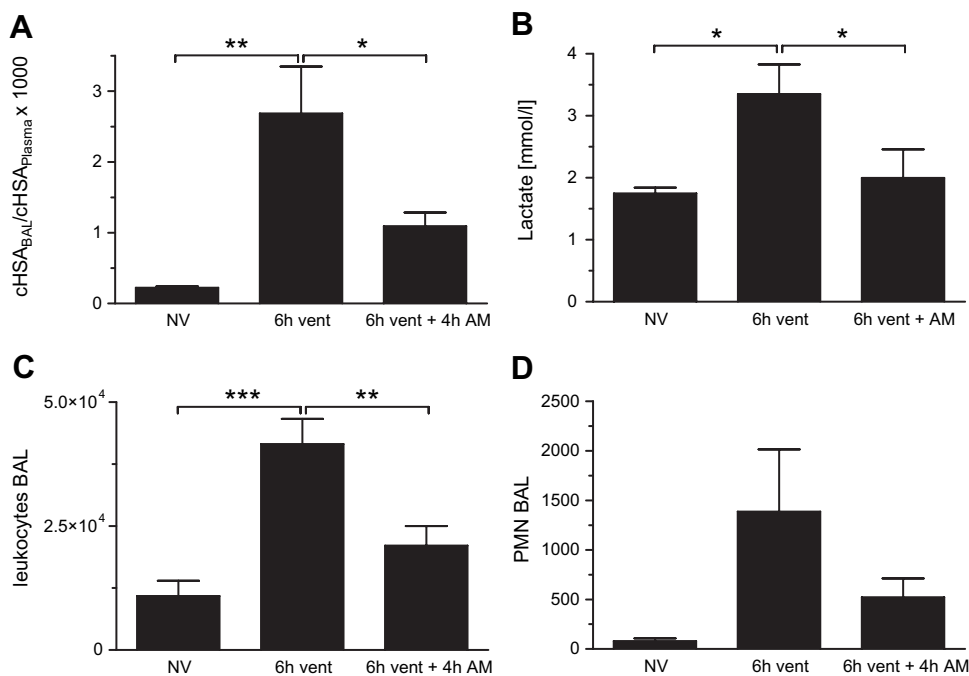 A
** *
cHSA_BAL/cHSA_Plasma x 1000
3
2
1
0
NV 6h vent 6h vent + 4h AM
B
* *
Lactate [mmol/l]
4
3
2
1
0
NV 6h vent 6h vent + AM
C
*** **
leukocytes BAL
5.0×10⁴
2.5×10⁴
0
NV 6h vent 6h vent + 4h AM
D
PMN BAL
2500
2000
1500
1000
500
0
NV 6h vent 6h vent + 4h AM